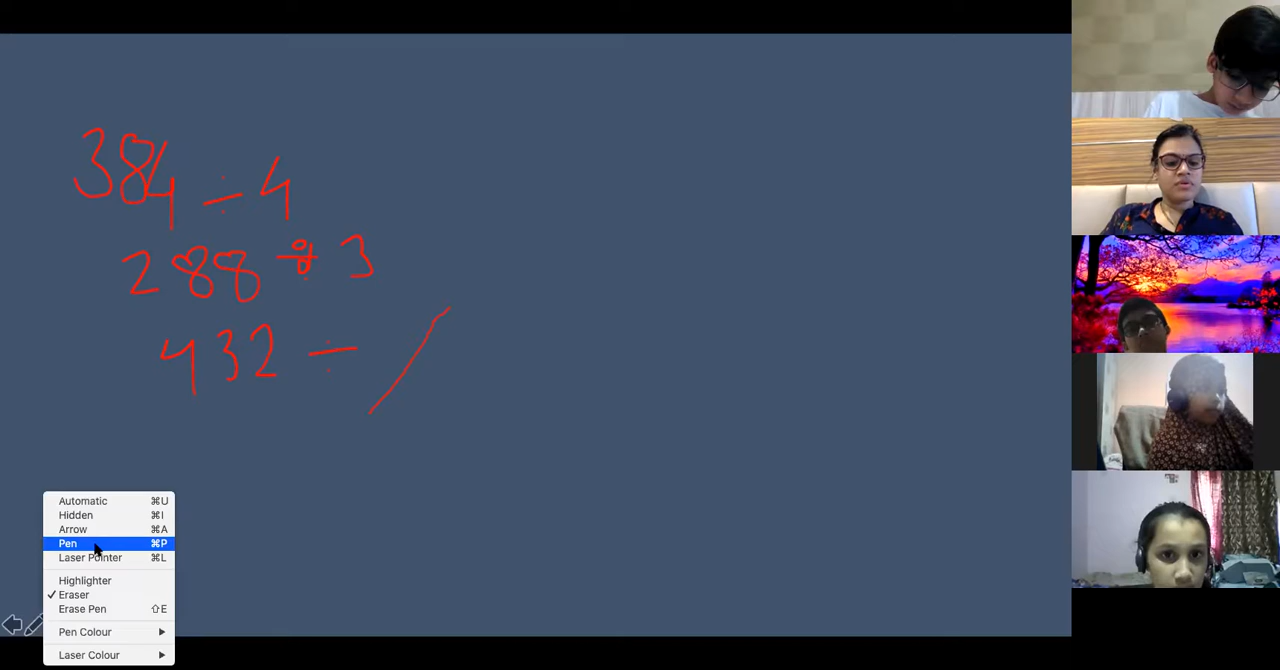 384 ÷ 4
288 ÷ 3
432 ÷ /
Automatic ⌘U
Hidden ⌘I
Arrow ⌘A
Pen ⌘P
Laser Pointer ⌘L
Highlighter
✓ Eraser
Erase Pen ⇧E
Pen Colour ▶
Laser Colour ▶